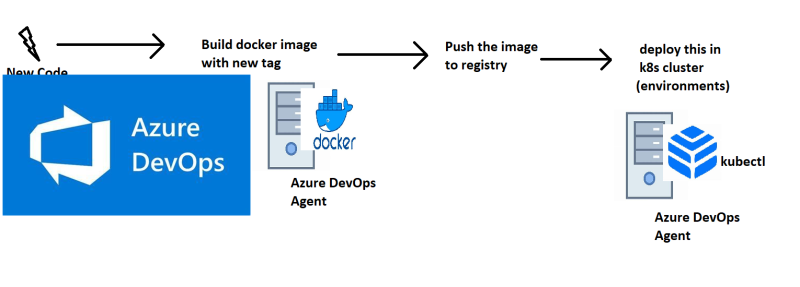 New Code
Build docker image
with new tag
Push the image
to registry
deploy this in
k8s cluster
(environments)
Azure
DevOps
docker
Azure DevOps
Agent
kubectl
Azure DevOps
Agent